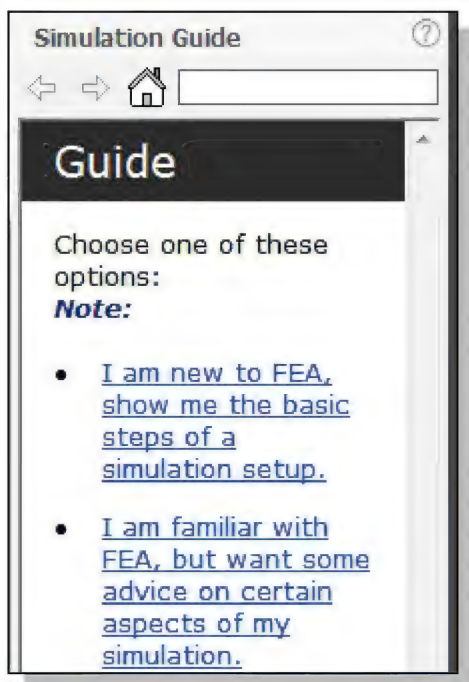 Simulation Guide
?
Guide
Choose one of these
options:
Note:
• I am new to FEA,
show me the basic
steps of a
simulation setup.
• I am familiar with
FEA, but want some
advice on certain
aspects of my
simulation.